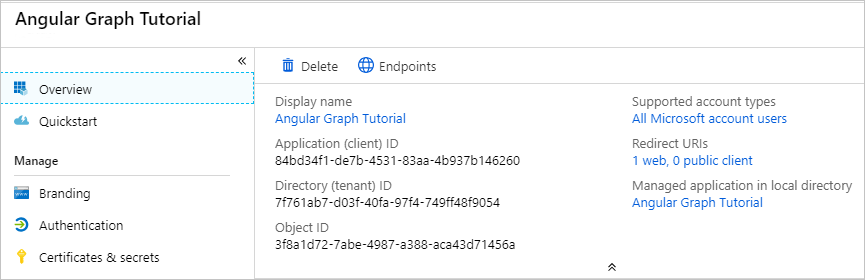 Angular Graph Tutorial
Overview
Quickstart
Manage
Branding
Authentication
Certificates & secrets
Delete Endpoints
Display name
Angular Graph Tutorial
Application (client) ID
84bd34f1-de7b-4531-83aa-4b937b146260
Directory (tenant) ID
7f761ab7-d03f-40fa-97f4-749ff48f9054
Object ID
3f8a1d72-7abe-4987-a388-aca43d71456a
Supported account types
All Microsoft account users
Redirect URIs
1 web, 0 public client
Managed application in local directory
Angular Graph Tutorial